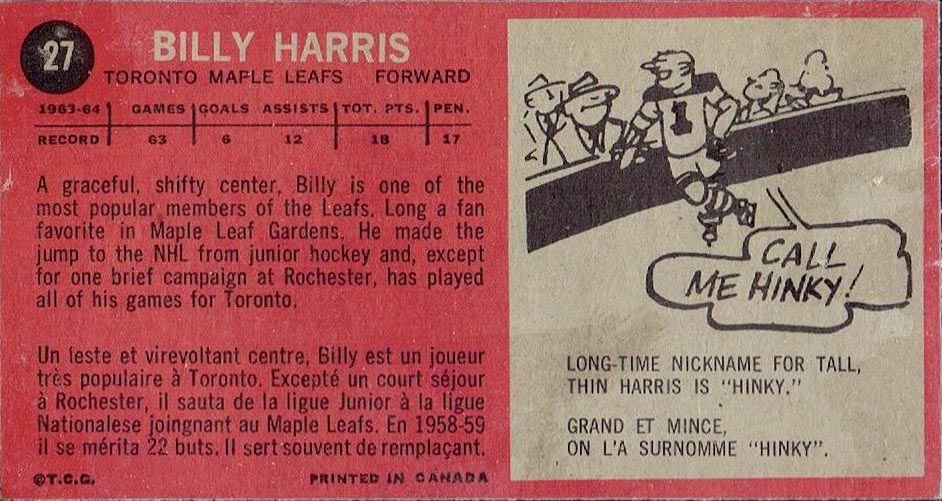 27
BILLY HARRIS
TORONTO MAPLE LEAFS FORWARD
1963-64 GAMES GOALS ASSISTS TOT. PTS. PEN.
RECORD 63 6 12 18 17
A graceful, shifty center, Billy is one of the
most popular members of the Leafs. Long a fan
favorite in Maple Leaf Gardens. He made the
jump to the NHL from junior hockey and, except
for one brief campaign at Rochester, has played
all of his games for Toronto.
Un leste et virevoltant centre, Billy est un joueur
très populaire à Toronto. Excepté un court séjour
à Rochester, il sauta de la ligue Junior à la ligue
Nationalese joingnant au Maple Leafs. En 1958-59
il se mérita 22 buts. Il sert souvent de remplaçant.
©T.C.G. PRINTED IN CANADA
1
CALL
ME HINKY!
LONG-TIME NICKNAME FOR TALL,
THIN HARRIS IS "HINKY."
GRAND ET MINCE,
ON L'A SURNOMME "HINKY".